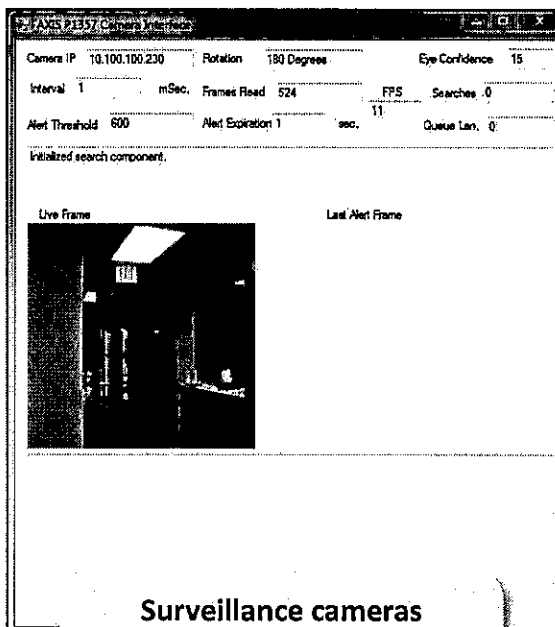 AXIS P1357 Camera Interface
Camera IP 10.100.100.230 Rotation 180 Degrees Eye Confidence 15
Interval 1 mSec. Frames Read 524 FPS 11 Searches 0
Alert Threshold 600 Alert Expiration 1 sec. Queue Len. 0
Initialized search component.
Live Frame Last Alert Frame
Surveillance cameras